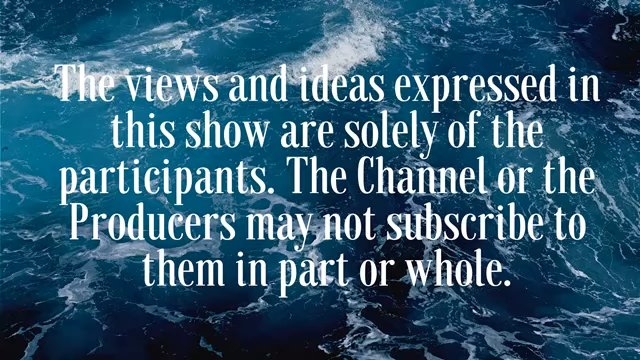 The views and ideas expressed in
this show are solely of the
participants. The Channel or the
Producers may not subscribe to
them in part or whole.